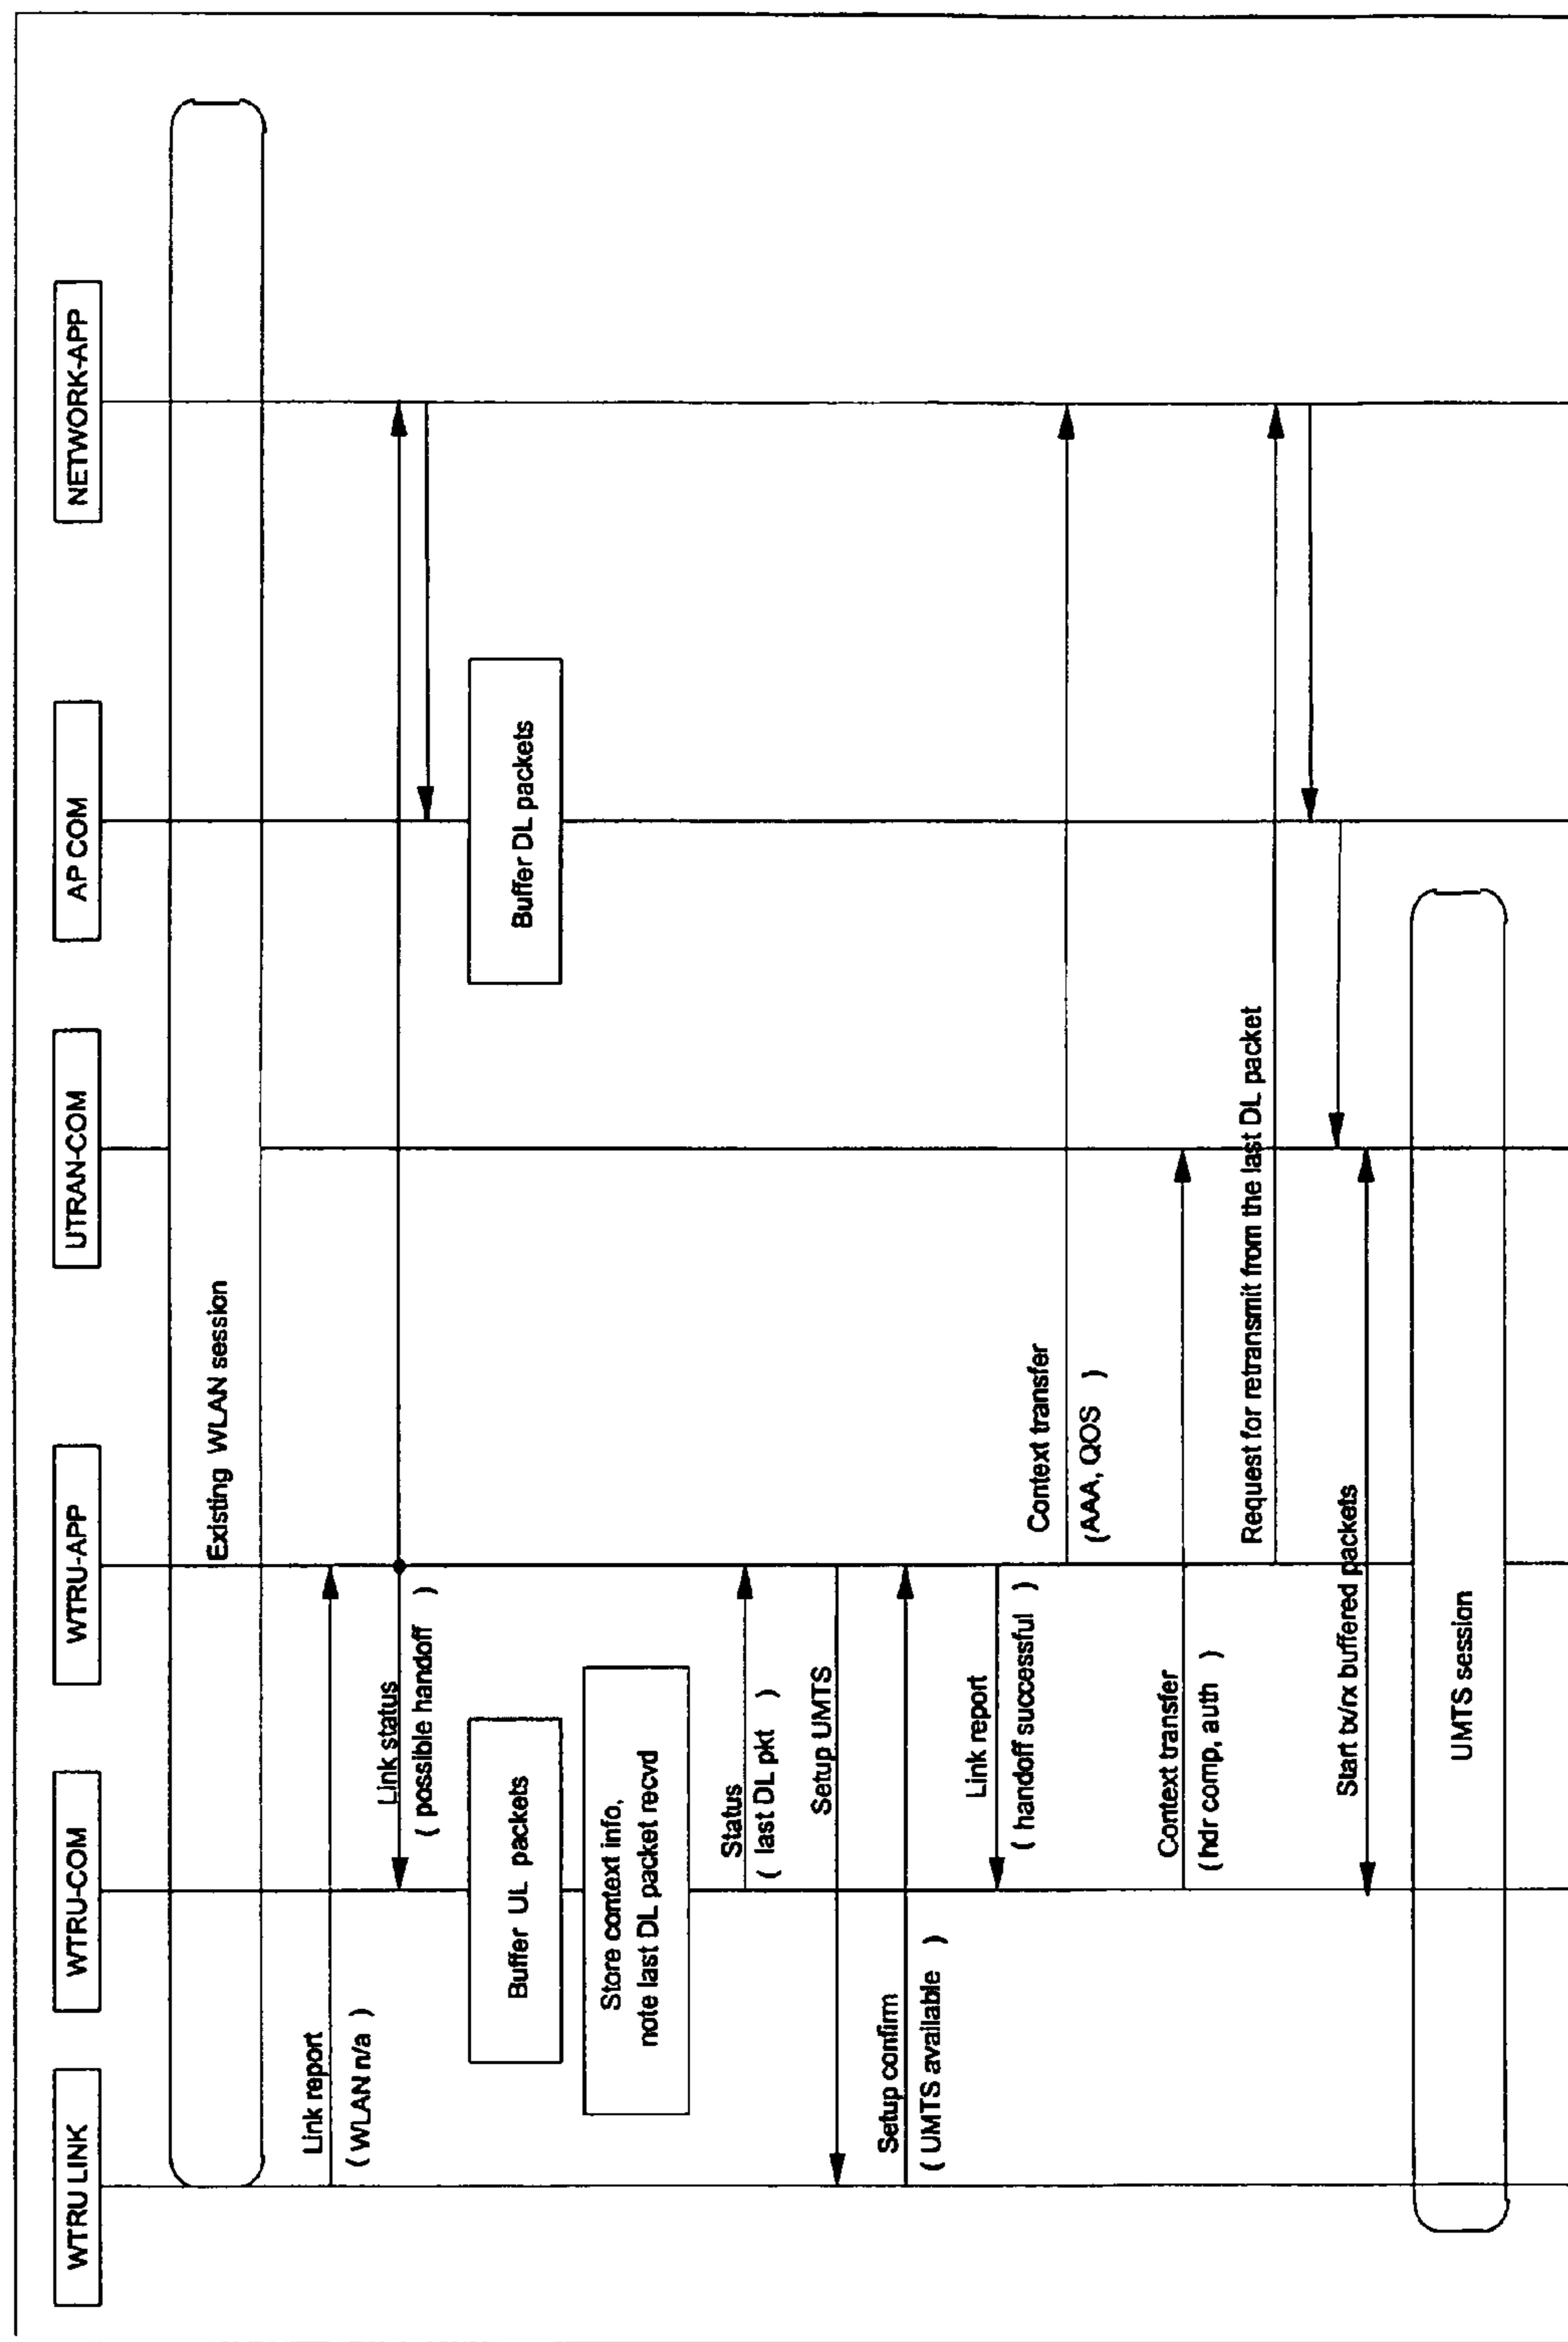 WTRU LINK
WTRU-COM
WTRU-APP
UTRAN-COM
AP COM
NETWORK-APP
Existing WLAN session
Link report
( WLAN n/a )
Link status
( possible handoff )
Buffer UL packets
Buffer DL packets
Store context info,
note last DL packet recvd
Status
( last DL pkt )
Setup UMTS
Setup confirm
( UMTS available )
Link report
( handoff successful )
Context transfer
(AAA, QOS )
Context transfer
(hdr comp, auth )
Request for retransmit from the last DL packet
Start tx/rx buffered packets
UMTS session